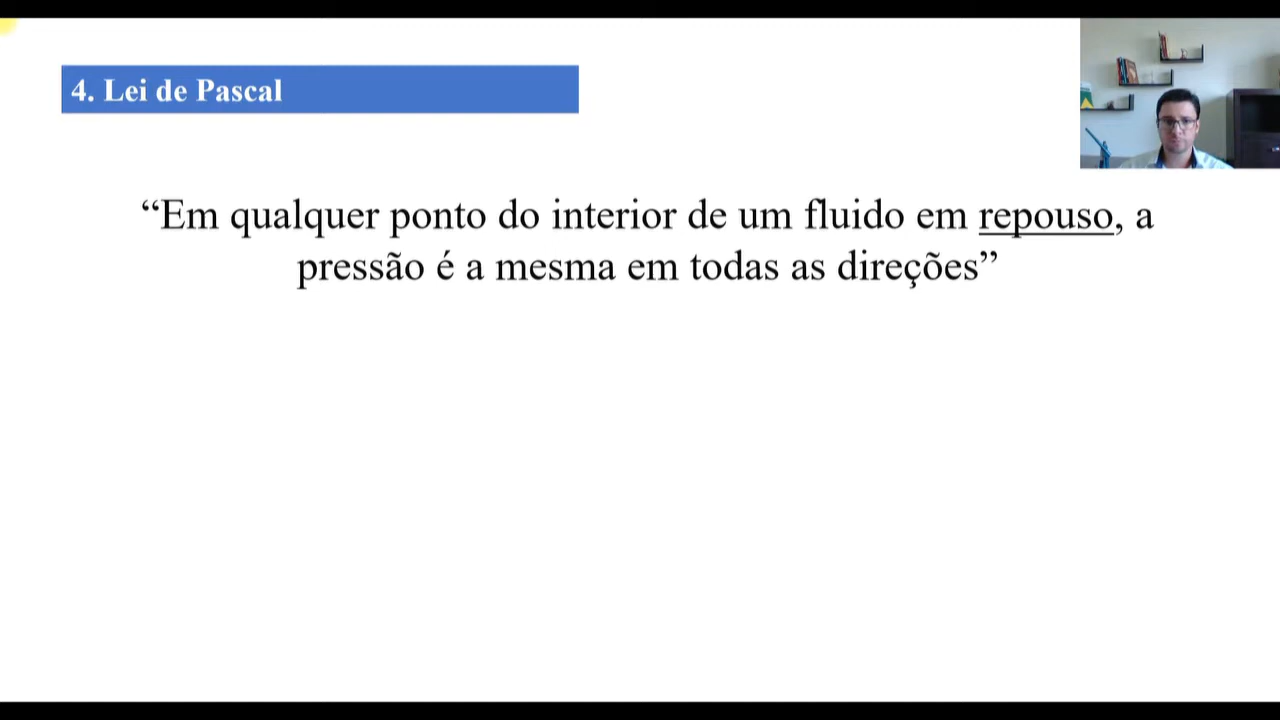 4. Lei de Pascal
“Em qualquer ponto do interior de um fluido em repouso, a
pressão é a mesma em todas as direções”